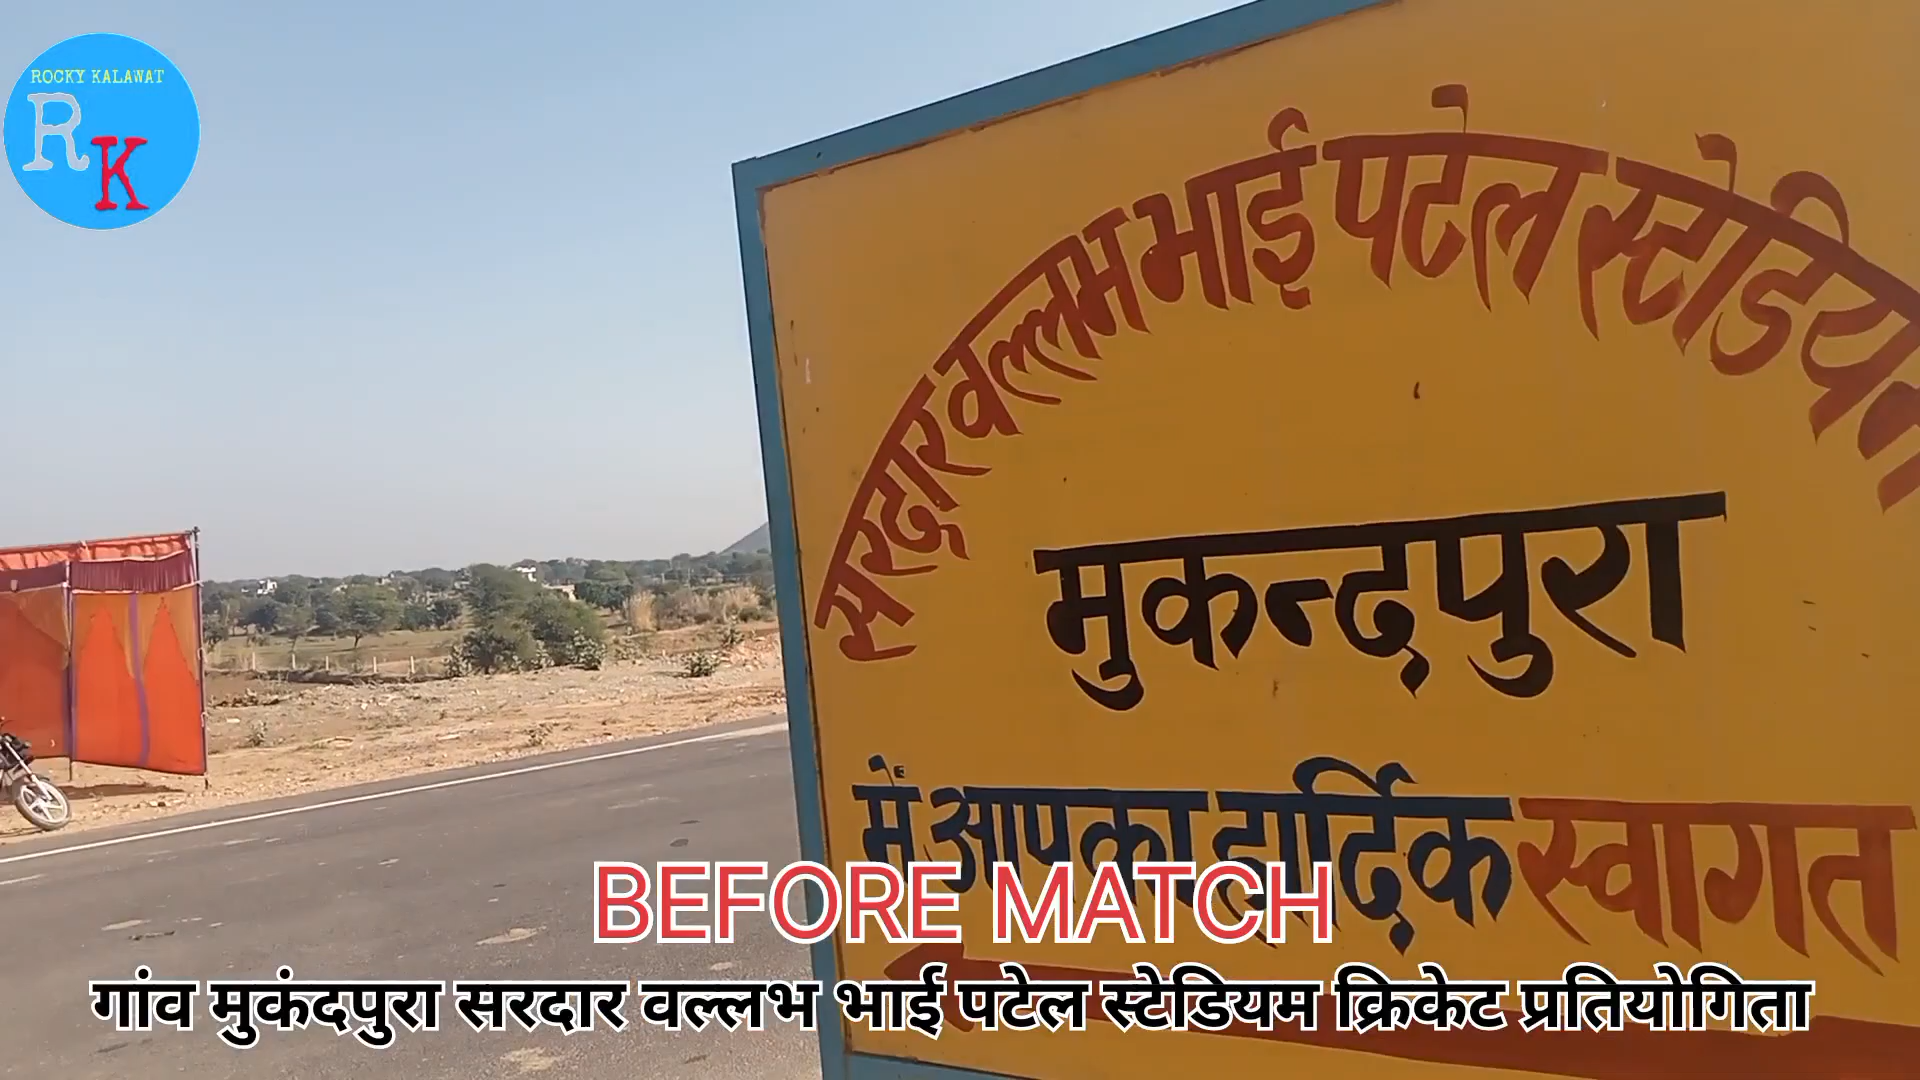 ROCKY KALAWAT
RK
सरदार वल्लभ भाई पटेल स्टेडियम
मुकन्दपुरा
में आपका हार्दिक स्वागत
BEFORE MATCH
गांव मुकंदपुरा सरदार वल्लभ भाई पटेल स्टेडियम क्रिकेट प्रतियोगिता